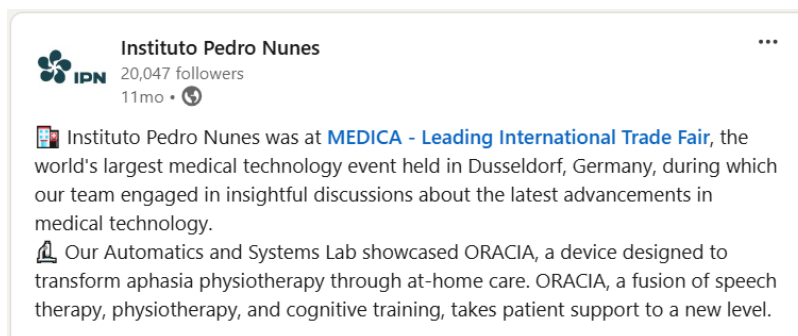 IPN
Instituto Pedro Nunes
20,047 followers
11mo •
Instituto Pedro Nunes was at MEDICA - Leading International Trade Fair, the
world's largest medical technology event held in Dusseldorf, Germany, during which
our team engaged in insightful discussions about the latest advancements in
medical technology.
Our Automatics and Systems Lab showcased ORACIA, a device designed to
transform aphasia physiotherapy through at-home care. ORACIA, a fusion of speech
therapy, physiotherapy, and cognitive training, takes patient support to a new level.